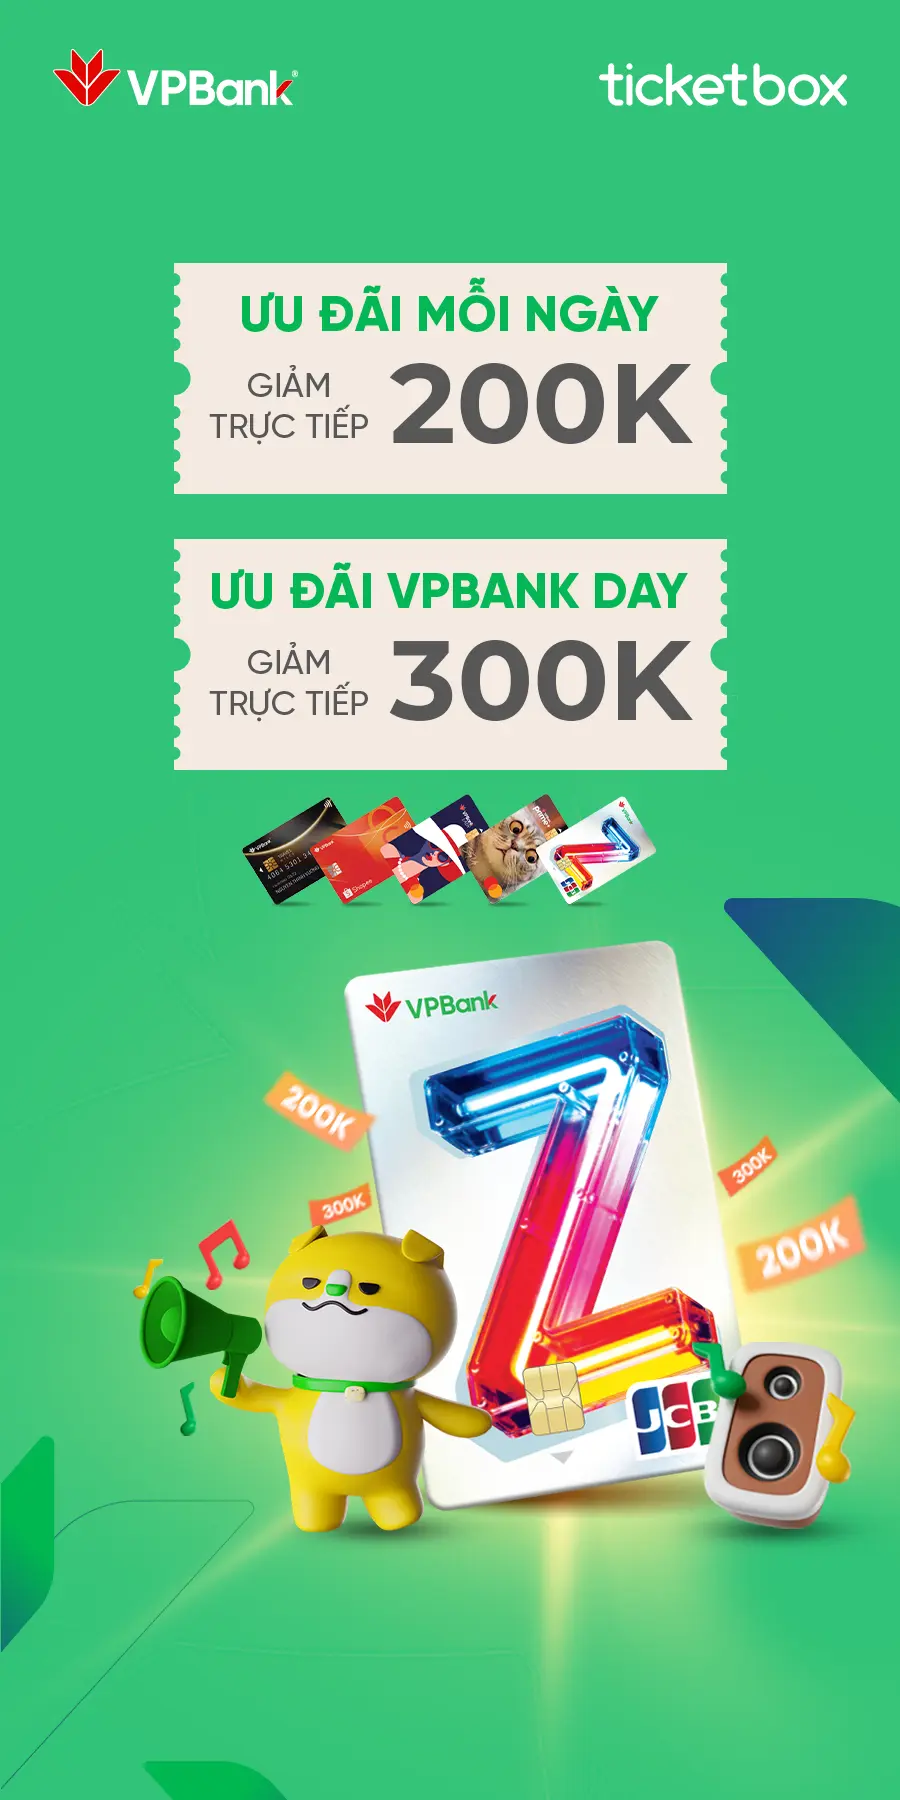 VPBank
ticketbox
ƯU ĐÃI MỖI NGÀY
GIẢM
TRỰC TIẾP
200K
ƯU ĐÃI VPBANK DAY
GIẢM
TRỰC TIẾP
300K
Shopee
VPBank
200K
300K
300K
200K
JCB